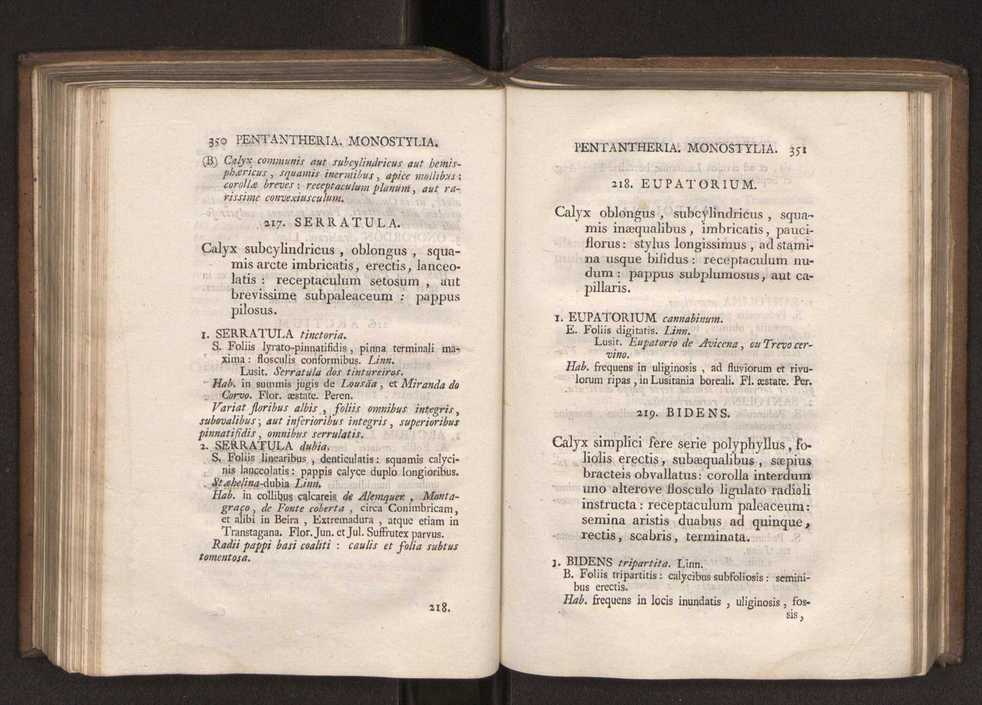 350 PENTANTHERIA. MONOSTYLIA.
(B) Calyx communis aut subcylindricus aut hemis-
phæricus, squamis inermibus, apice mollibus;
corollæ breves: receptaculum planum, aut ra-
rissime convexiusculum.
217. SERRATULA.
Calyx subcylindricus, oblongus, squa-
mis arcte imbricatis, erectis, lanceo-
latis: receptaculum setosum, aut
brevissime subpaleaceum: pappus
pilosus.
1. SERRATULA tinctoria.
S. Foliis lyrato-pinnatifidis, pinna terminali ma-
xima: flosculis conformibus. Linn.
Lusit. Serratula dos tintureiros.
Hab. in summis jugis de Lousãa, et Miranda do
Corvo. Flor. æstate. Peren.
Variat floribus albis, foliis omnibus integris,
subovalibus; aut inferioribus integris, superioribus
pinnatifidis, omnibus serrulatis.
2. SERRATULA dubia.
S. Foliis linearibus, denticulatis: squamis calyci-
nis lanceolatis: pappis calyce duplo longioribus.
Stæhelina-dubia Linn.
Hab. in collibus calcareis de Alemquer, Monta-
graço, de Fonte coberta, circa Conimbricam,
et alibi in Beira, Extremadura, atque etiam in
Transtagana. Flor. Jun. et Jul. Suffrutex parvus.
Radii pappi basi coaliti: caulis et folia subtus
tomentosa.
218.
PENTANTHERIA. MONOSTYLIA. 351
218. EUPATORIUM.
Calyx oblongus, subcylindricus, squa-
mis inæqualibus, imbricatis, pauci-
florus: stylus longissimus, ad stami-
na usque bifidus: receptaculum nu-
dum: pappus subplumosus, aut ca-
pillaris.
1. EUPATORIUM cannabinum.
E. Foliis digitatis. Linn.
Lusit. Eupatorio de Avicena, ou Trevo cer-
vino.
Hab. frequens in uliginosis, ad fluviorum et rivu-
lorum ripas, in Lusitania boreali. Fl. æstate. Per.
219. BIDENS.
Calyx simplici fere serie polyphyllus, fo-
liolis erectis, subæqualibus, sæpius
bracteis obvallatus: corolla interdum
uno alterove flosculo ligulato radiali
instructa: receptaculum paleaceum:
semina aristis duabus ad quinque,
rectis, scabris, terminata.
1. BIDENS tripartita. Linn.
B. Foliis tripartitis: calycibus subfoliosis: semini-
bus erectis.
Hab. frequens in locis inundatis, uliginosis, fos-
sis,